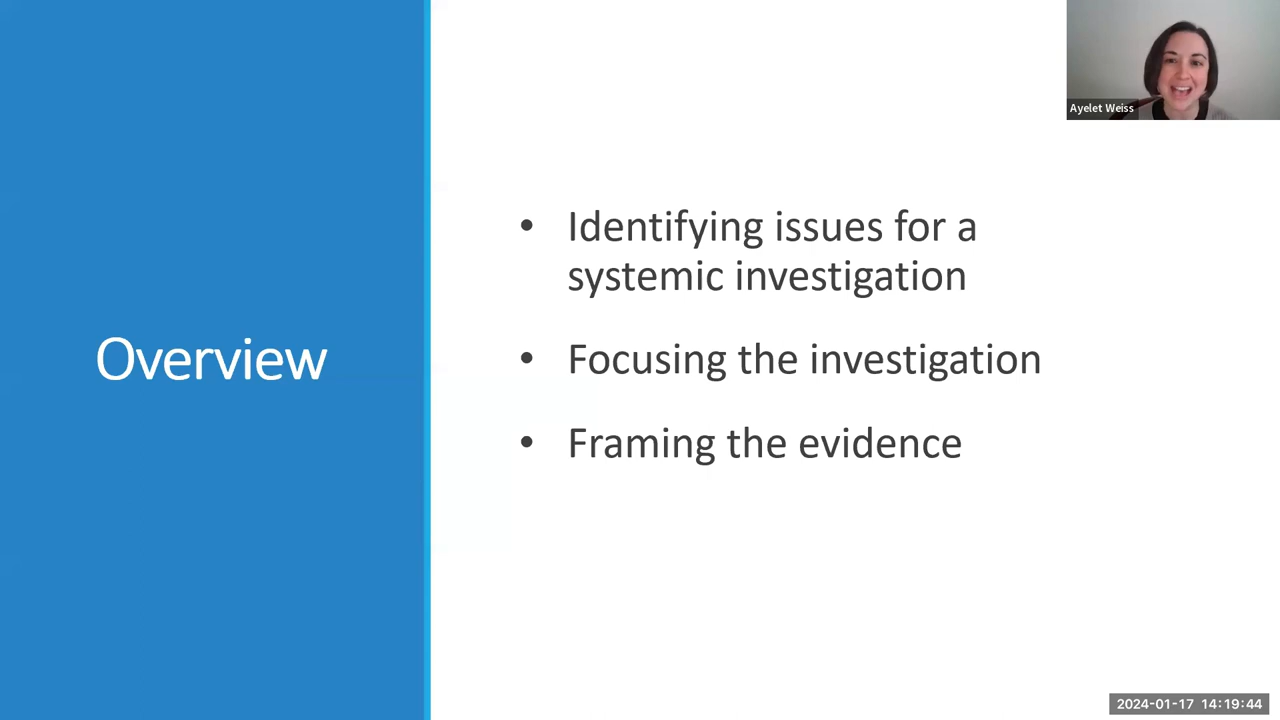 Ayelet Weiss
Overview
• Identifying issues for a
systemic investigation
• Focusing the investigation
• Framing the evidence
2024-01-17 14:19:44